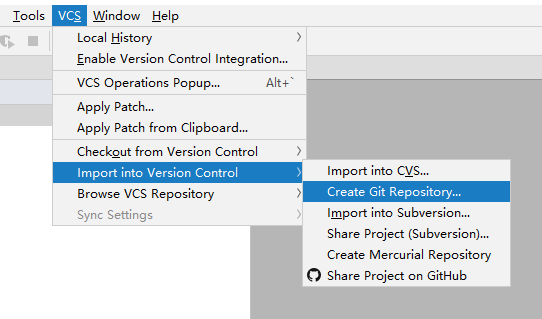 Tools VCS Window Help
Local History
Enable Version Control Integration...
VCS Operations Popup... Alt+`
Apply Patch...
Apply Patch from Clipboard...
Checkout from Version Control
Import into Version Control
Browse VCS Repository
Sync Settings
Import into CVS...
Create Git Repository...
Import into Subversion...
Share Project (Subversion)...
Create Mercurial Repository
Share Project on GitHub